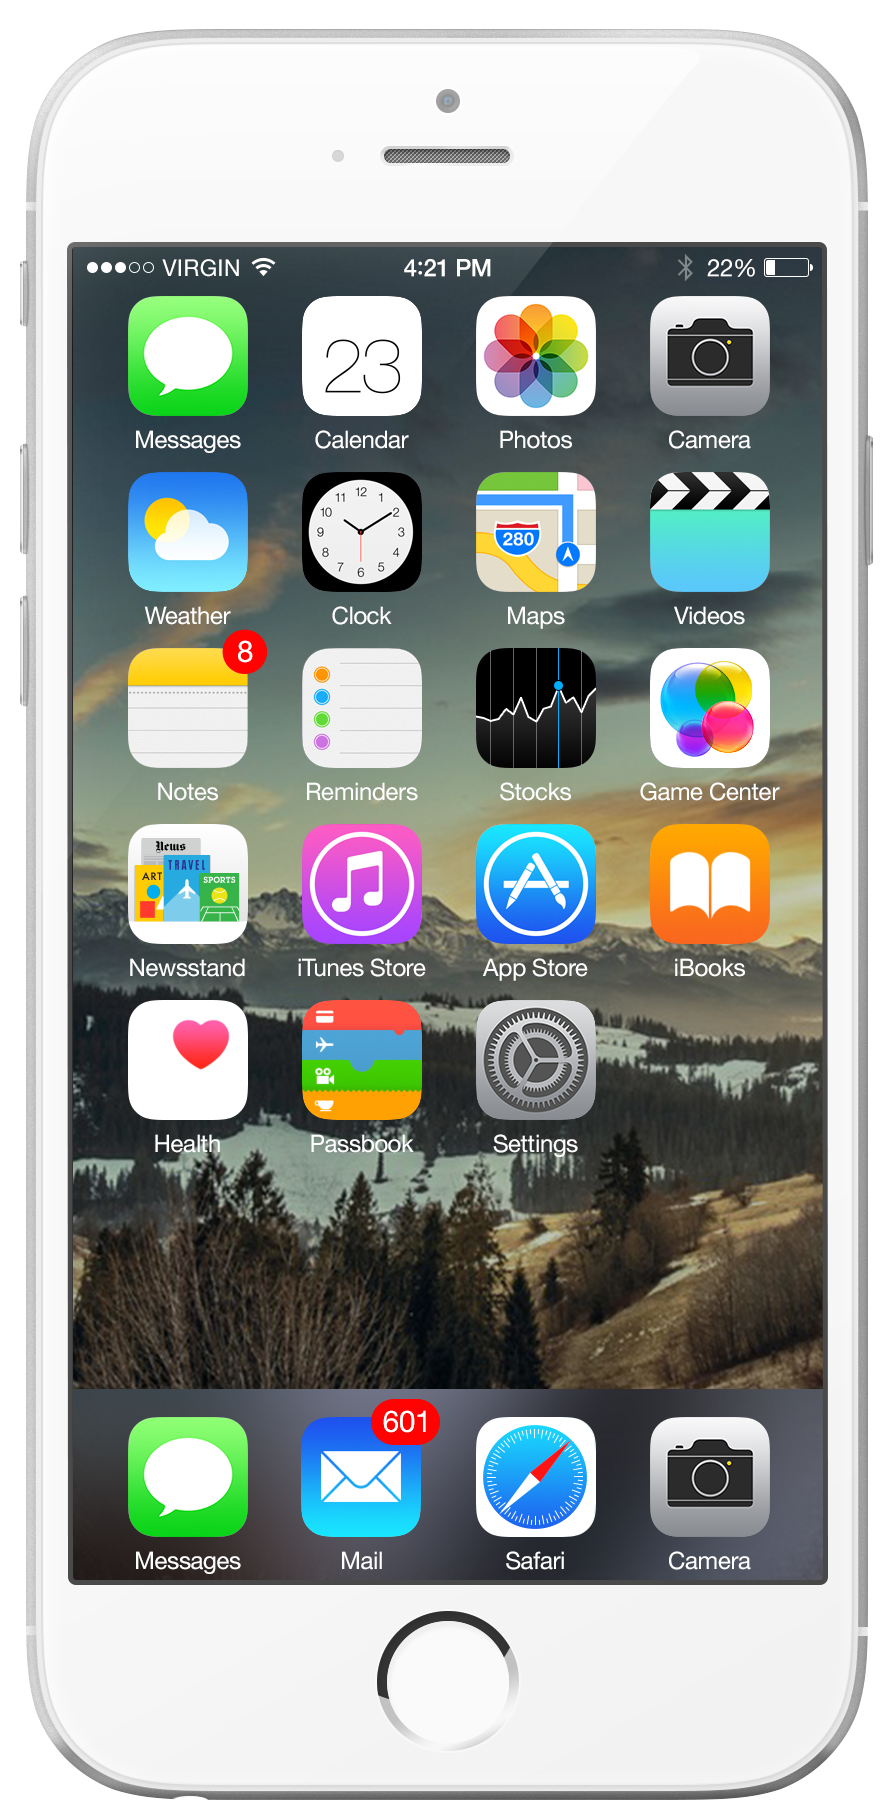 VIRGIN 4:21 PM 22%
23
Messages Calendar Photos Camera
12
11 1
10 2
9 3
8 4
7 5
6
280
Weather Clock Maps Videos
8
Notes Reminders Stocks Game Center
News
TRAVEL
ART
SPORTS
Newsstand iTunes Store App Store iBooks
Health Passbook Settings
601
Messages Mail Safari Camera